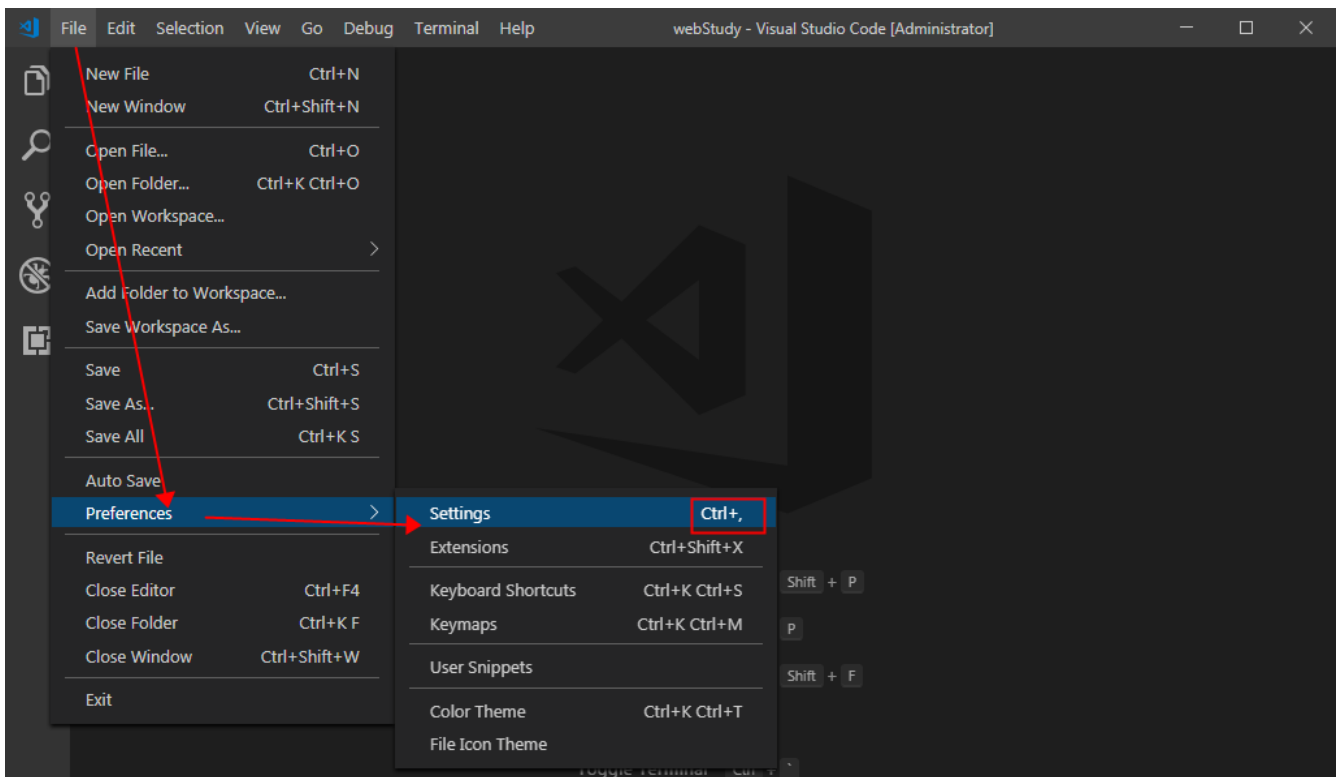 File Edit Selection View Go Debug Terminal Help webStudy - Visual Studio Code [Administrator]
New File Ctrl+N
New Window Ctrl+Shift+N
Open File... Ctrl+O
Open Folder... Ctrl+K Ctrl+O
Open Workspace...
Open Recent
Add Folder to Workspace...
Save Workspace As...
Save Ctrl+S
Save As... Ctrl+Shift+S
Save All Ctrl+K S
Auto Save
Preferences
Revert File
Close Editor Ctrl+F4
Close Folder Ctrl+K F
Close Window Ctrl+Shift+W
Exit
Settings Ctrl+,
Extensions Ctrl+Shift+X
Keyboard Shortcuts Ctrl+K Ctrl+S
Keymaps Ctrl+K Ctrl+M
User Snippets
Color Theme Ctrl+K Ctrl+T
File Icon Theme
Shift + P
P
Shift + F
Toggle Terminal Ctrl + `